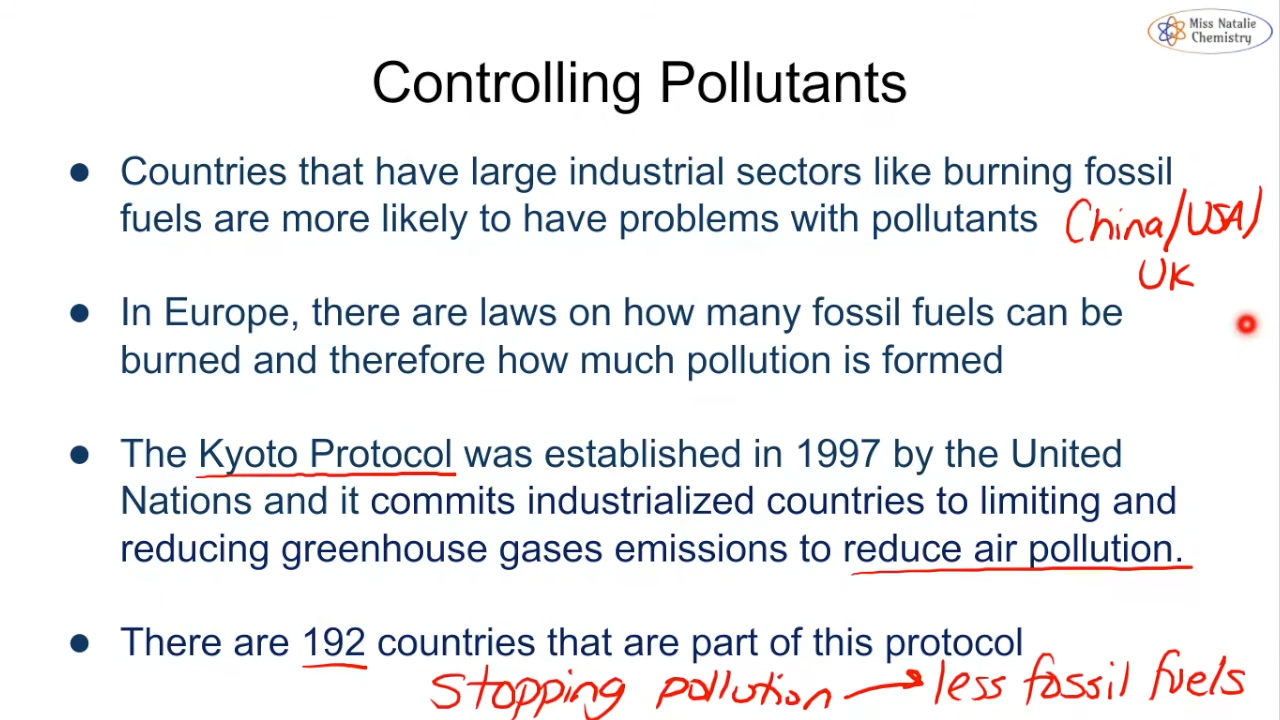 Miss Natalie
Chemistry
Controlling Pollutants
● Countries that have large industrial sectors like burning fossil
fuels are more likely to have problems with pollutants (China/USA/
UK
● In Europe, there are laws on how many fossil fuels can be
burned and therefore how much pollution is formed
● The Kyoto Protocol was established in 1997 by the United
Nations and it commits industrialized countries to limiting and
reducing greenhouse gases emissions to reduce air pollution.
● There are 192 countries that are part of this protocol
Stopping pollution → less fossil fuels